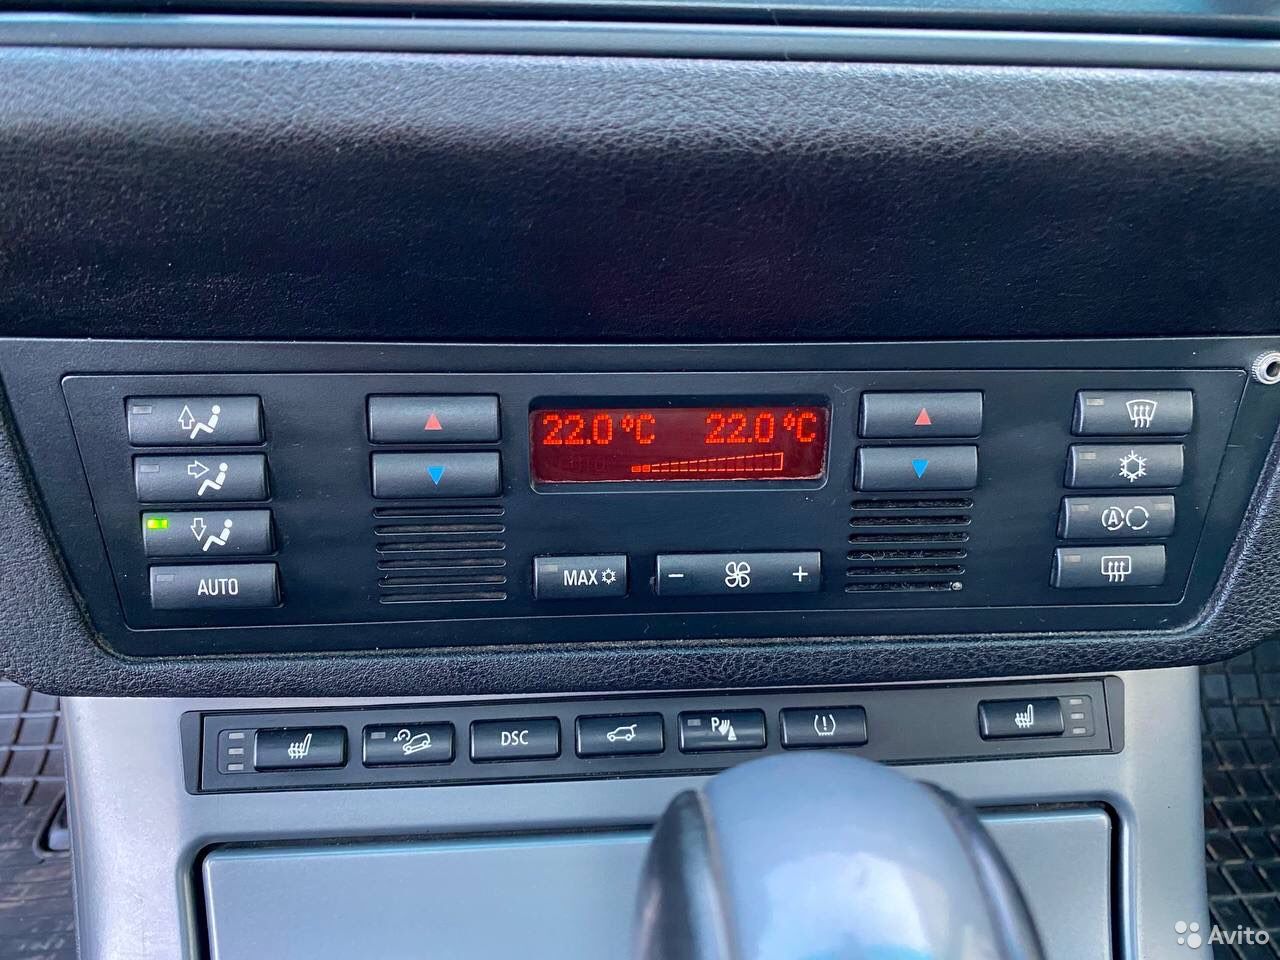 22.0 °C 22.0 °C
AUTO
MAX
- +
A
DSC
P
Avito